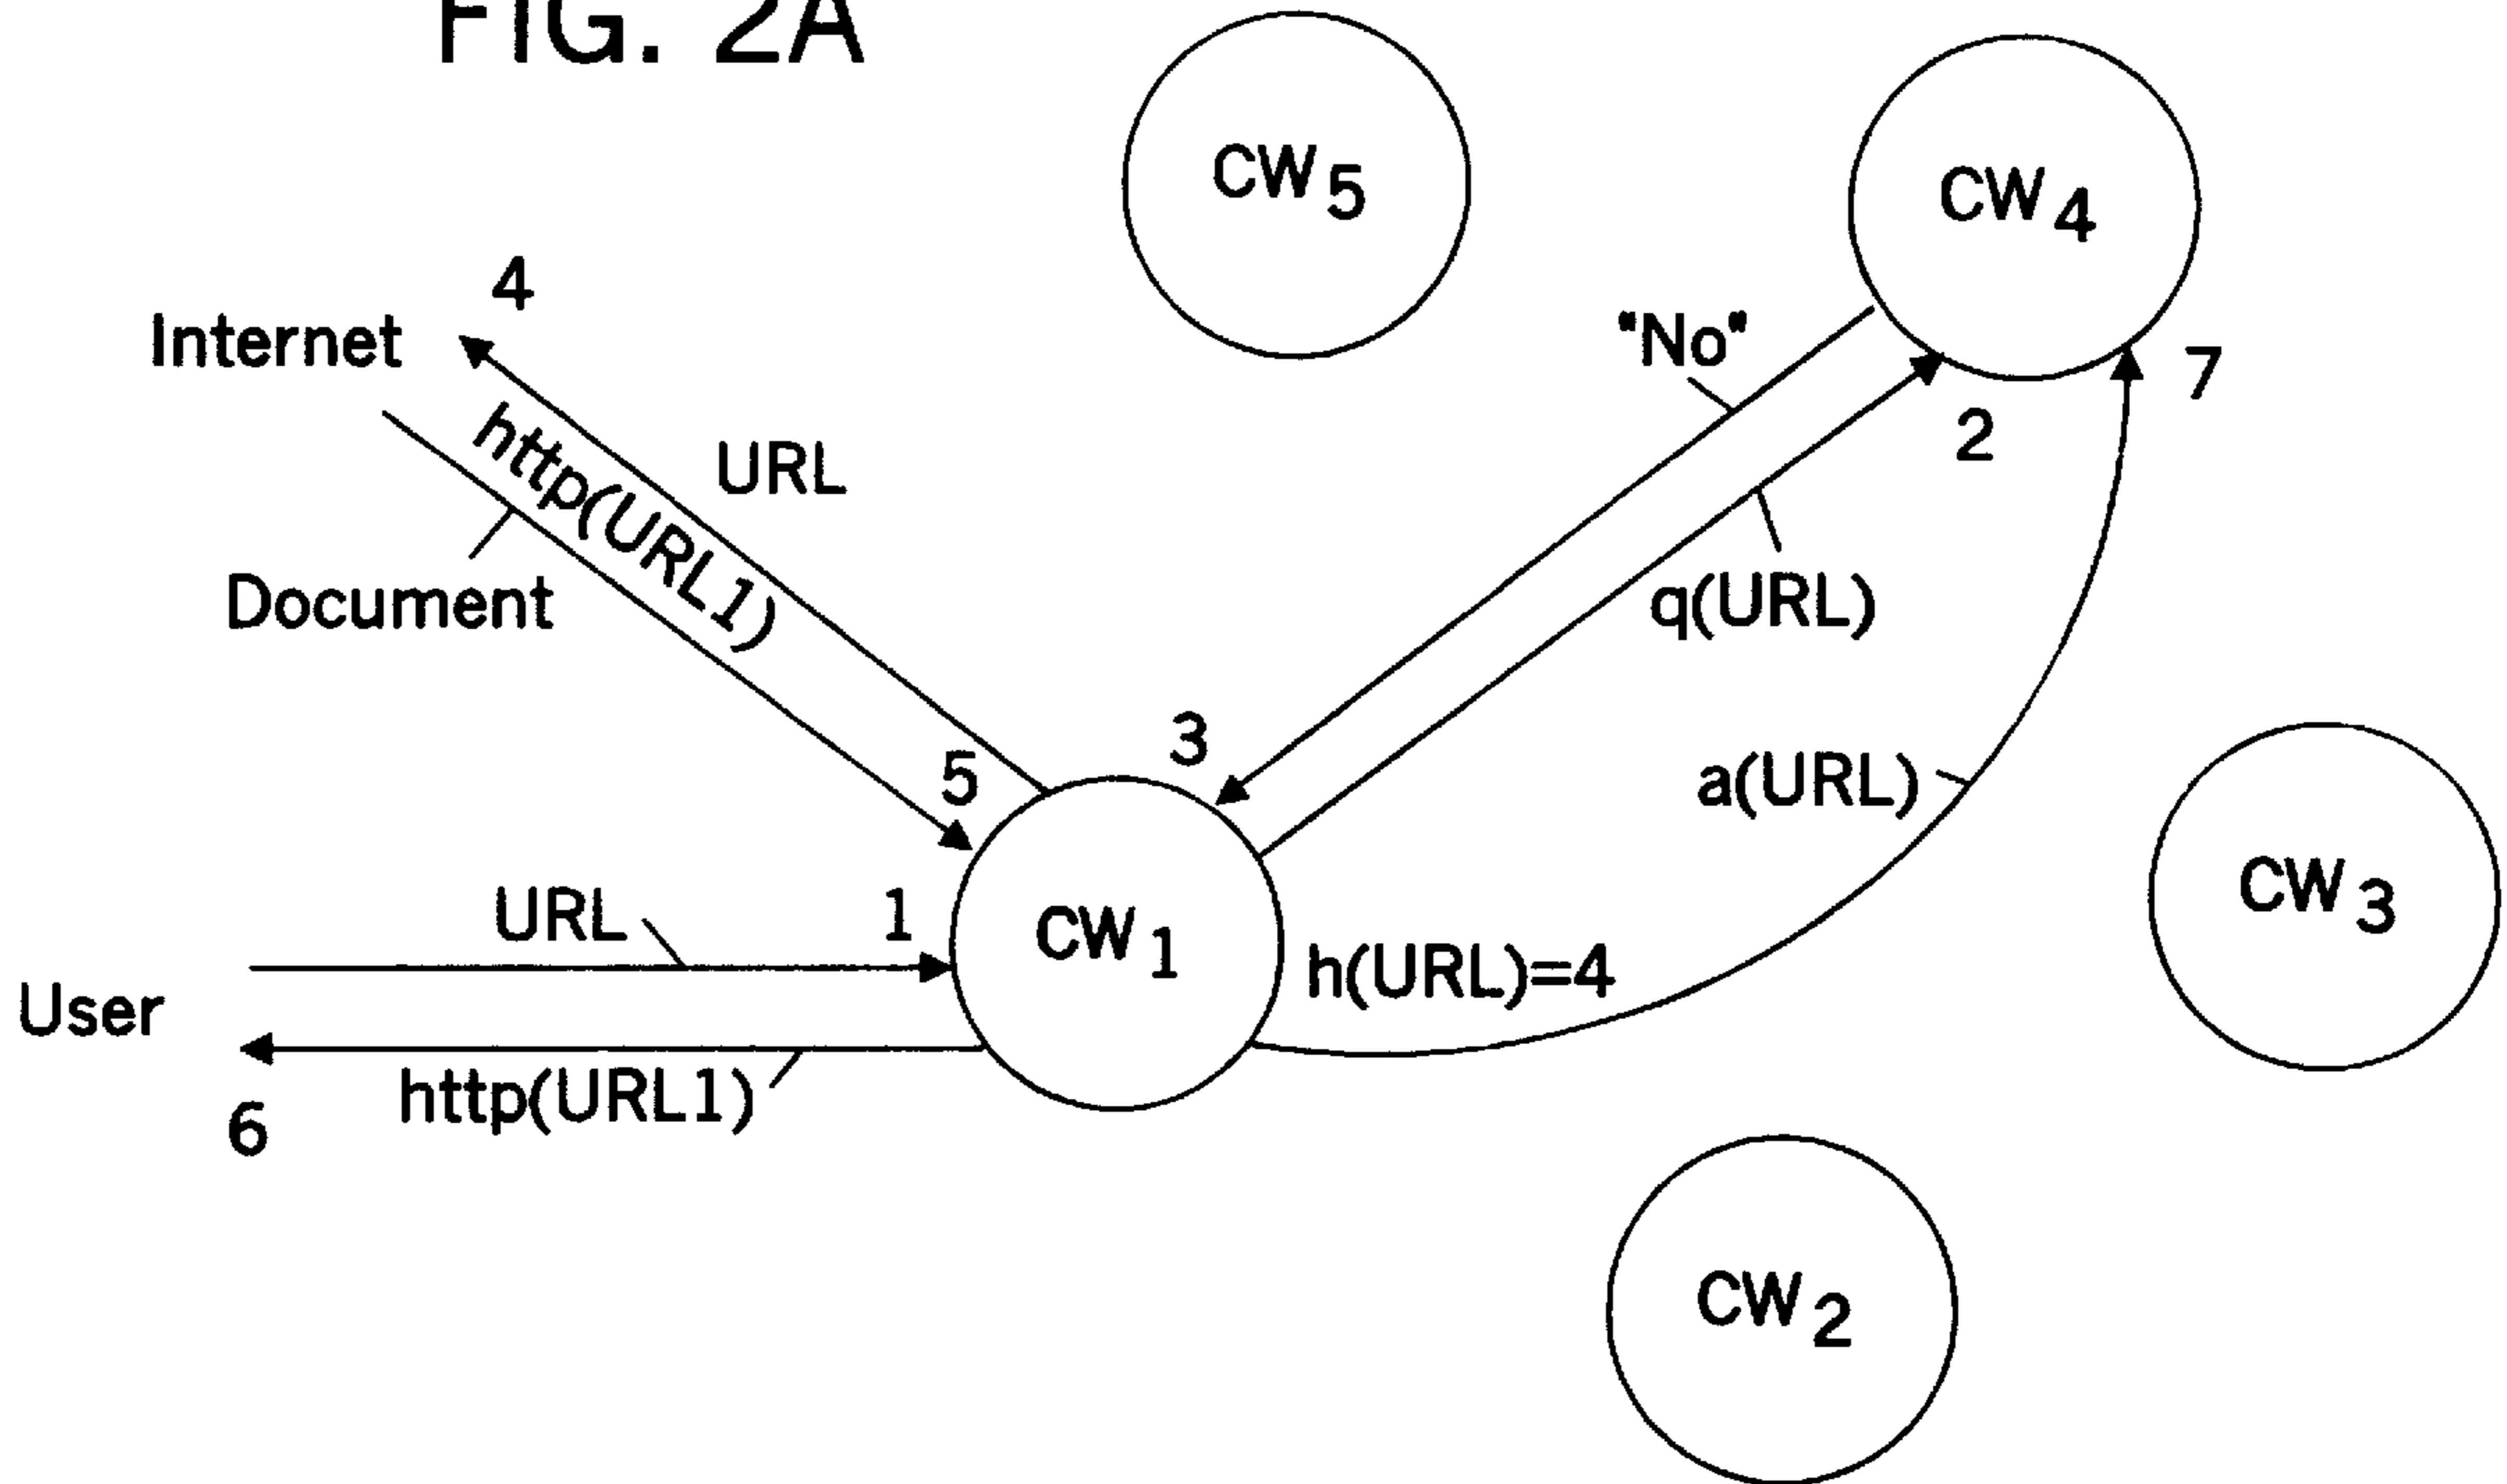 FIG. 2A
CW5
CW4
4
Internet
"No"
7
http(URL1)
URL
2
Document
q(URL)
3
5
a(URL)
URL
1
CW1
CW3
h(URL)=4
User
http(URL1)
6
CW2